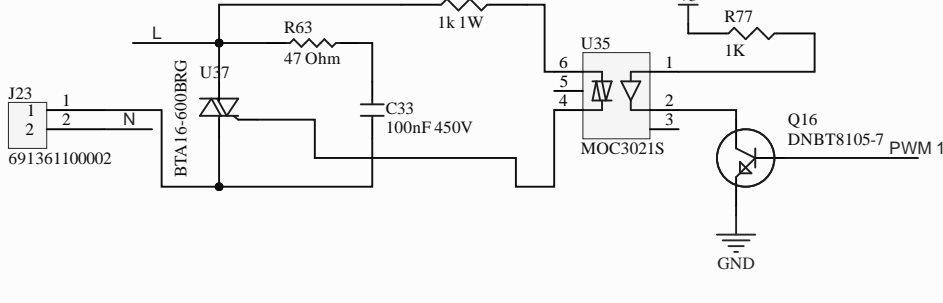 1k 1W
R77
1K
L
R63
47 Ohm
U35
U37
BTA16-600BRG
6
5
4
1
2
3
MOC3021S
J23
1
2
1
2
N
691361100002
C33
100nF 450V
Q16
DNBT8105-7
PWM 1
GND